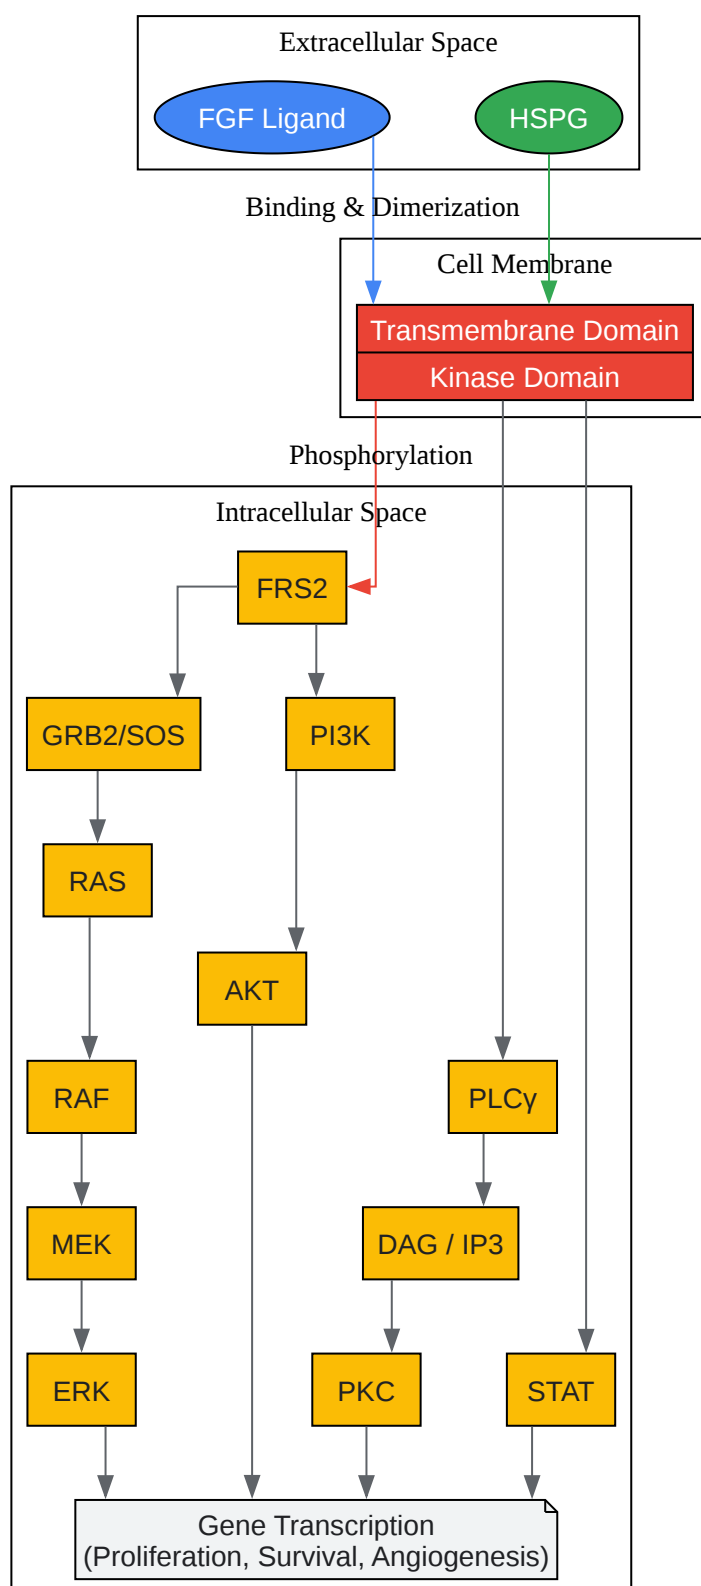 Extracellular Space
FGF Ligand
HSPG
Binding & Dimerization
Cell Membrane
Transmembrane Domain
Kinase Domain
Phosphorylation
Intracellular Space
FRS2
GRB2/SOS
PI3K
RAS
AKT
RAF
PLCγ
MEK
DAG / IP3
ERK
PKC
STAT
Gene Transcription
(Proliferation, Survival, Angiogenesis)